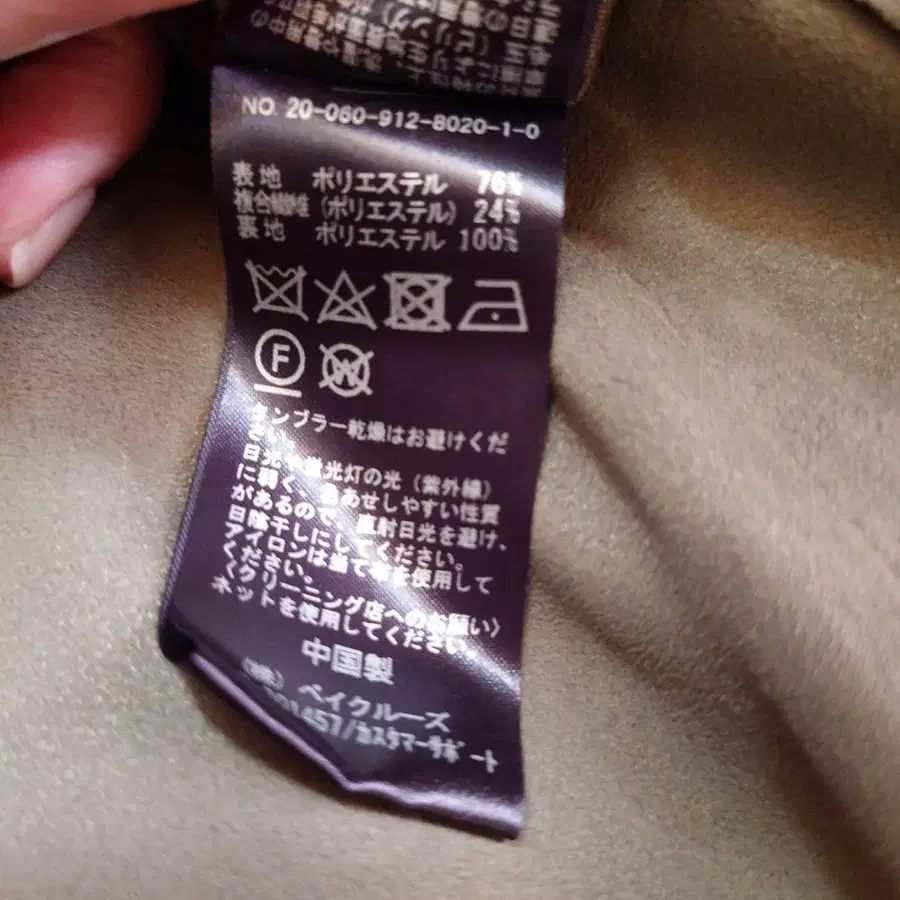 NO. 20-060-912-8020-1-0
表地 ポリエステル 76%
複合繊維 (ポリエステル) 24%
裏地 ポリエステル 100%
F
W
タンブラー乾燥はお避けくだ
さい。
日光や蛍光灯の光(紫外線)
に弱く、色あせしやすい性質
があるので、直射日光を避け、
日陰干しにしてください。
アイロンは当て布を使用して
ください。
〈クリーニング店へのお願い〉
ネットを使用してください。
中国製
(株) ベイクルーズ
1457/カスタマーサポート